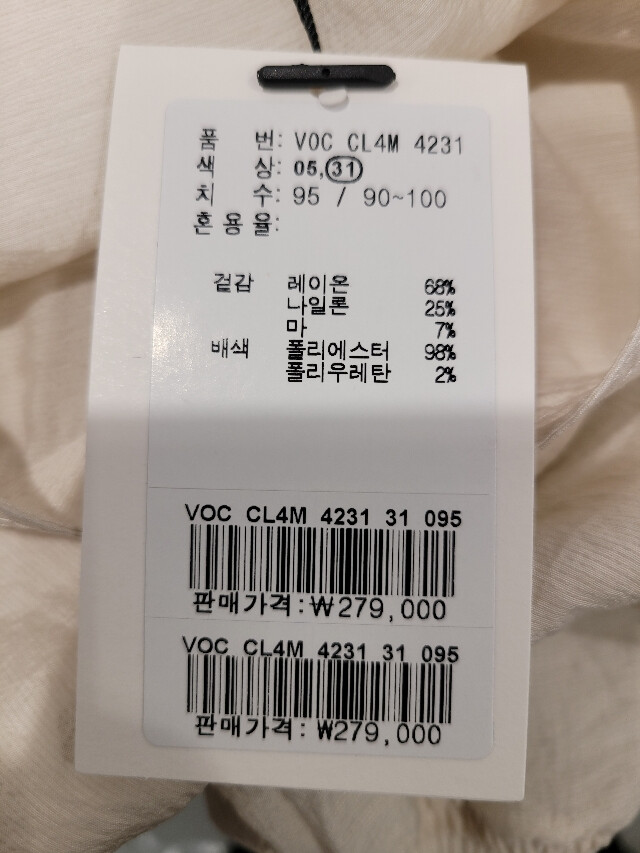 품 번: VOC CL4M 4231
색 상: 05,31
치 수: 95 / 90~100
혼용율:
겉감 레이온 68%
나일론 25%
마 7%
배색 폴리에스터 98%
폴리우레탄 2%
VOC CL4M 4231 31 095
판매가격:₩279,000
VOC CL4M 4231 31 095
판매가격:₩279,000